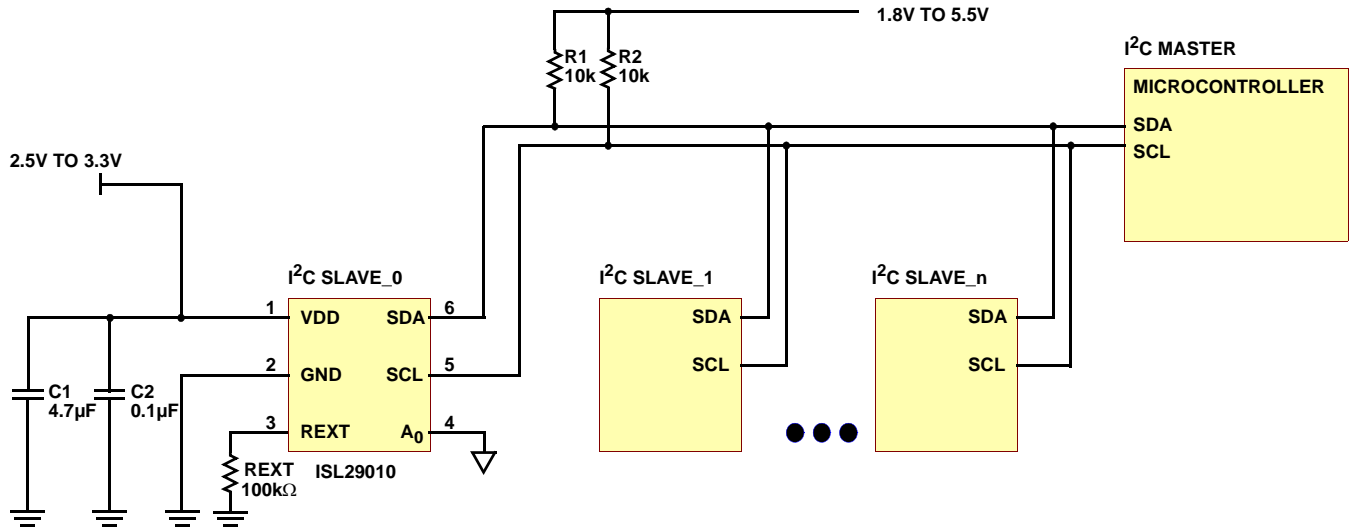 1.8V TO 5.5V
R1
10k
R2
10k
I²C MASTER
MICROCONTROLLER
SDA
SCL
2.5V TO 3.3V
I²C SLAVE_0
1
VDD
SDA
6
2
GND
SCL
5
3
REXT
A₀
4
ISL29010
C1
4.7µF
C2
0.1µF
REXT
100kΩ
I²C SLAVE_1
SDA
SCL
I²C SLAVE_n
SDA
SCL